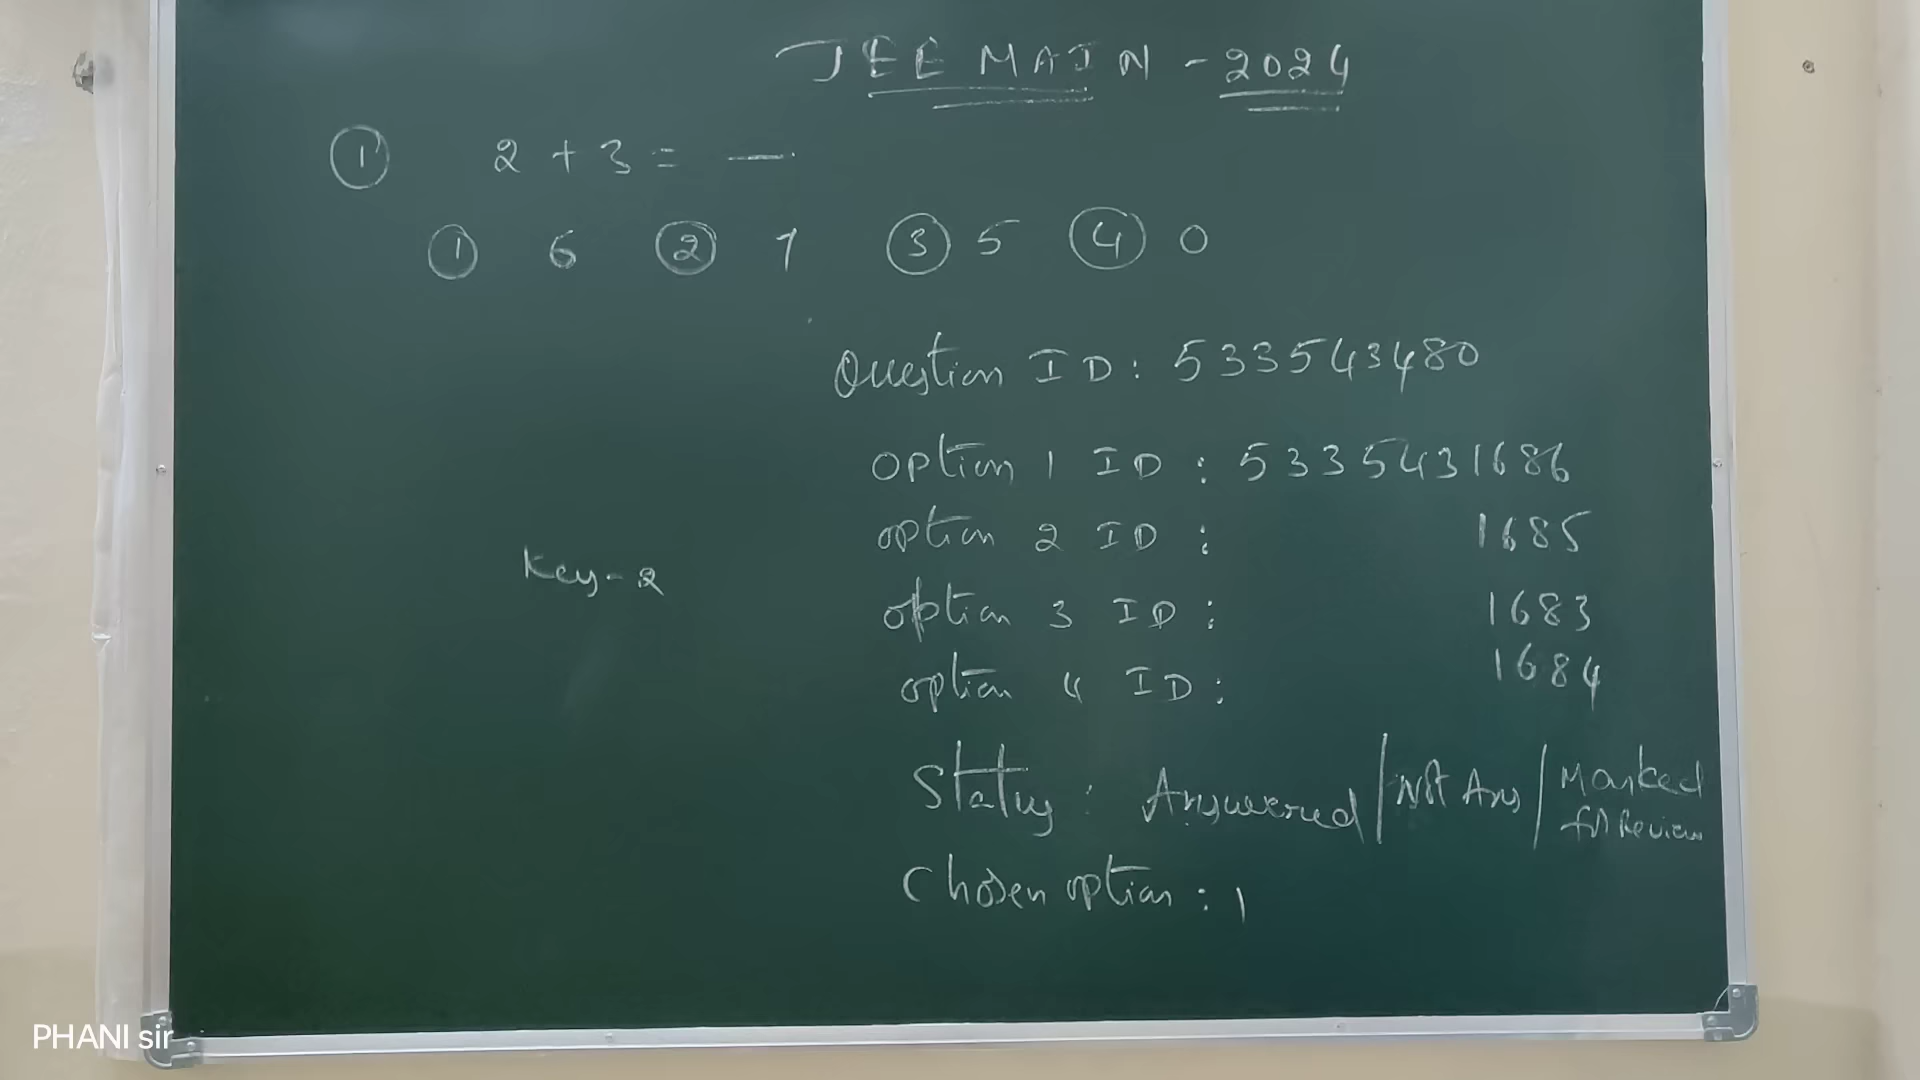 JEE MAIN - 2024
① 2 + 3 = —
① 6 ② 7 ③ 5 ④ 0
Question ID : 533543480
option 1 ID : 5335431686
option 2 ID : 1685
Key - 2
option 3 ID : 1683
option 4 ID : 1684
Status : Answered / Not Ans / Marked for Review
Chosen option : 1
PHANI sir